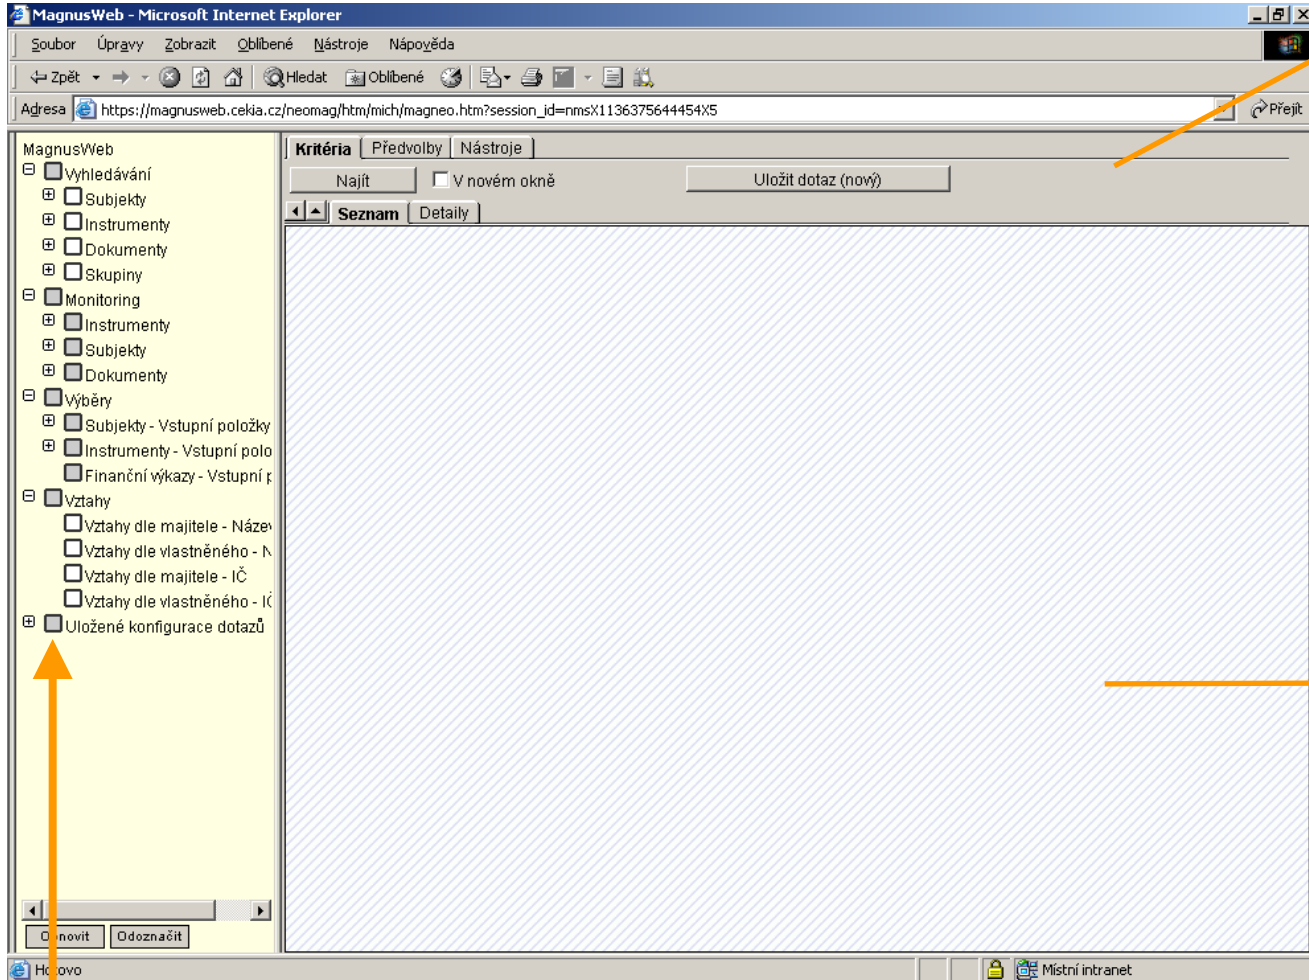 MagnusWeb - Microsoft Internet Explorer
Soubor Úpravy Zobrazit Oblíbené Nástroje Nápověda
Zpět Hledat Oblíbené
Adresa https://magnusweb.cekia.cz/neomag/htm/mich/magneo.htm?session_id=nmsX1136375644454X5 Přejít
MagnusWeb
Vyhledávání
Subjekty
Instrumenty
Dokumenty
Skupiny
Monitoring
Instrumenty
Subjekty
Dokumenty
Výběry
Subjekty - Vstupní položky
Instrumenty - Vstupní polo
Finanční výkazy - Vstupní
Vztahy
Vztahy dle majitele - Název
Vztahy dle vlastněného - N
Vztahy dle majitele - IČ
Vztahy dle vlastněného - IČ
Uložené konfigurace dotazů
Obnovit Odoznačit
Kritéria Předvolby Nástroje
Najít V novém okně Uložit dotaz (nový)
Seznam Detaily
Hotovo Místní intranet